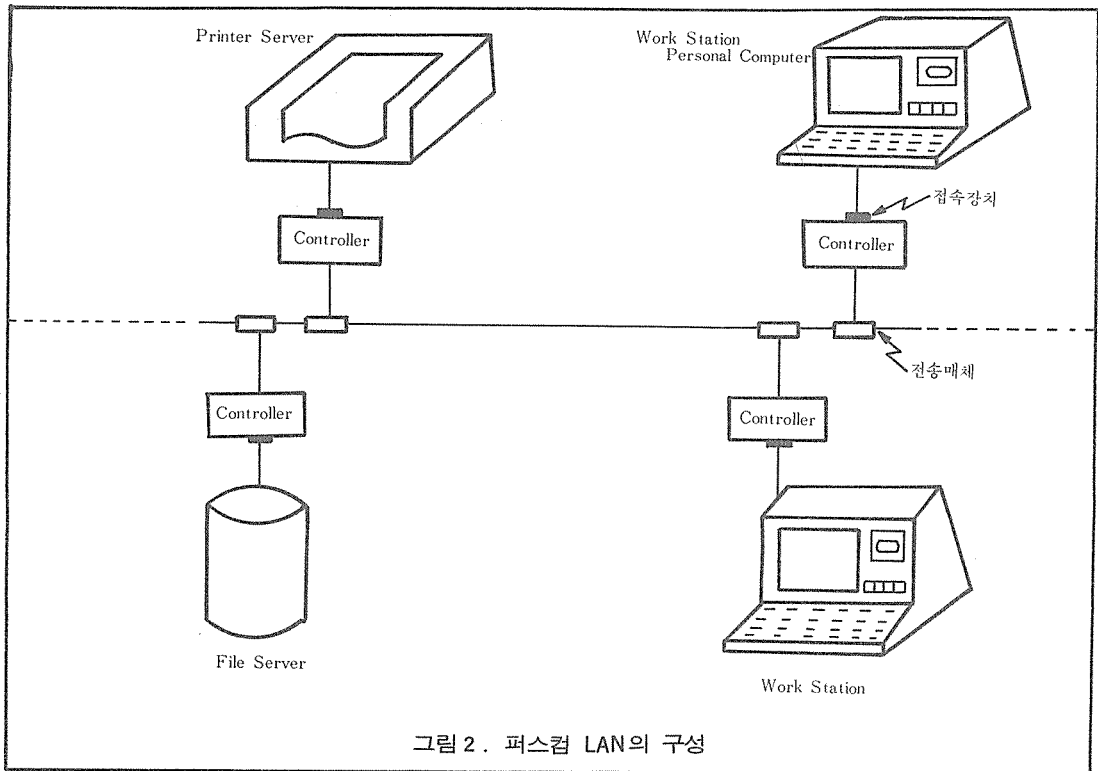 Printer Server
Work Station
Personal Computer
접속장치
Controller
Controller
전송매체
Controller
Controller
File Server
Work Station
그림 2. 퍼스컴 LAN의 구성